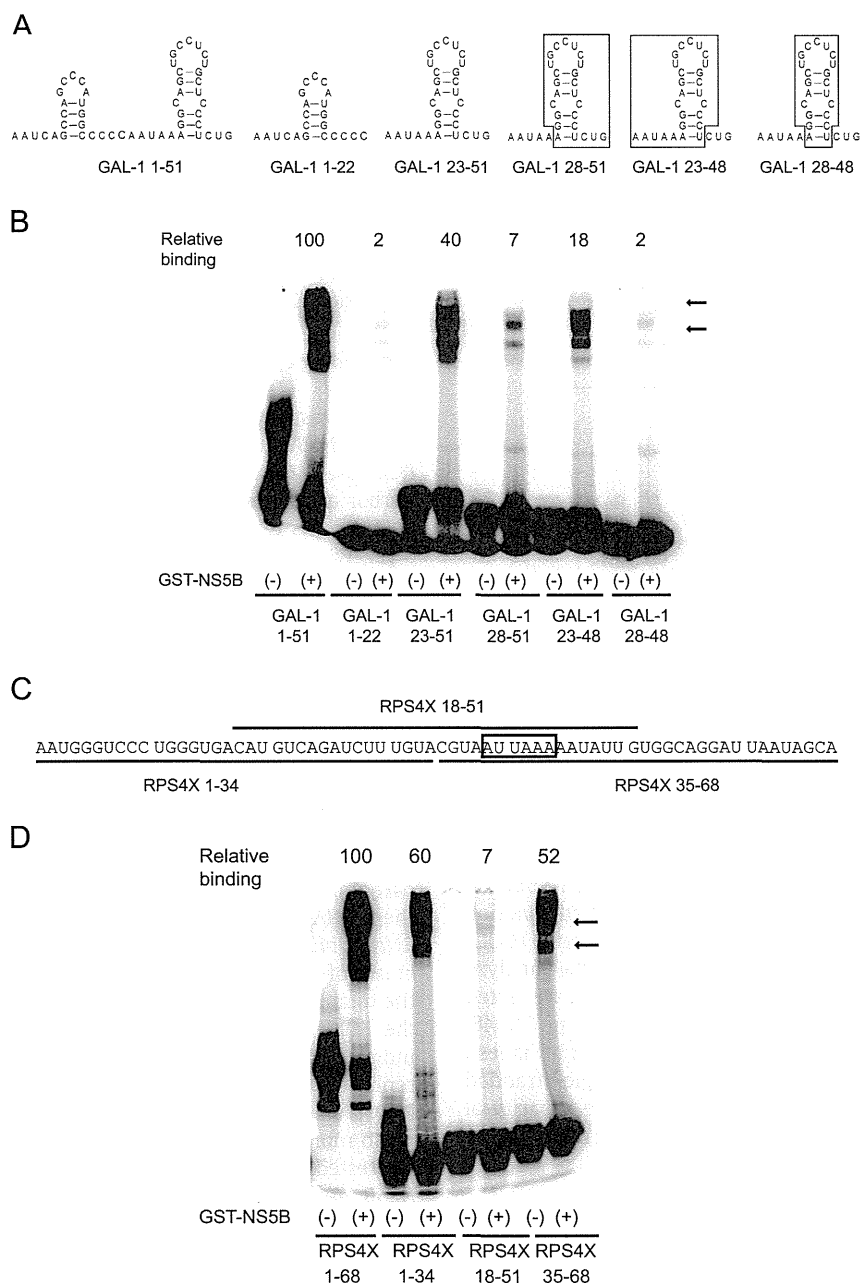 A
AAUCAG CCCCCAAUAAA UCUG
AAUCAG CCCC
AAUAAA UCUG
AAUAAA UCUG
AAUAAA UCUG
AAUAAA UCUG
GAL-1 1-51 GAL-1 1-22 GAL-1 23-51 GAL-1 28-51 GAL-1 23-48 GAL-1 28-48
B
Relative binding 100 2 40 7 18 2
GST-NS5B (-) (+) (-) (+) (-) (+) (-) (+) (-) (+) (-) (+)
GAL-1 GAL-1 GAL-1 GAL-1 GAL-1 GAL-1
1-51 1-22 23-51 28-51 23-48 28-48
C
RPS4X 18-51
AAUGGGUCCC UGGGUGACAU GUCAGAUCUU UGUACGUAAU UAAAAAUAUU GUGGCAGGAU UAAUAGCA
RPS4X 1-34 RPS4X 35-68
D
Relative binding 100 60 7 52
GST-NS5B (-) (+) (-) (+) (-) (+) (-) (+)
RPS4X RPS4X RPS4X RPS4X
1-68 1-34 18-51 35-68